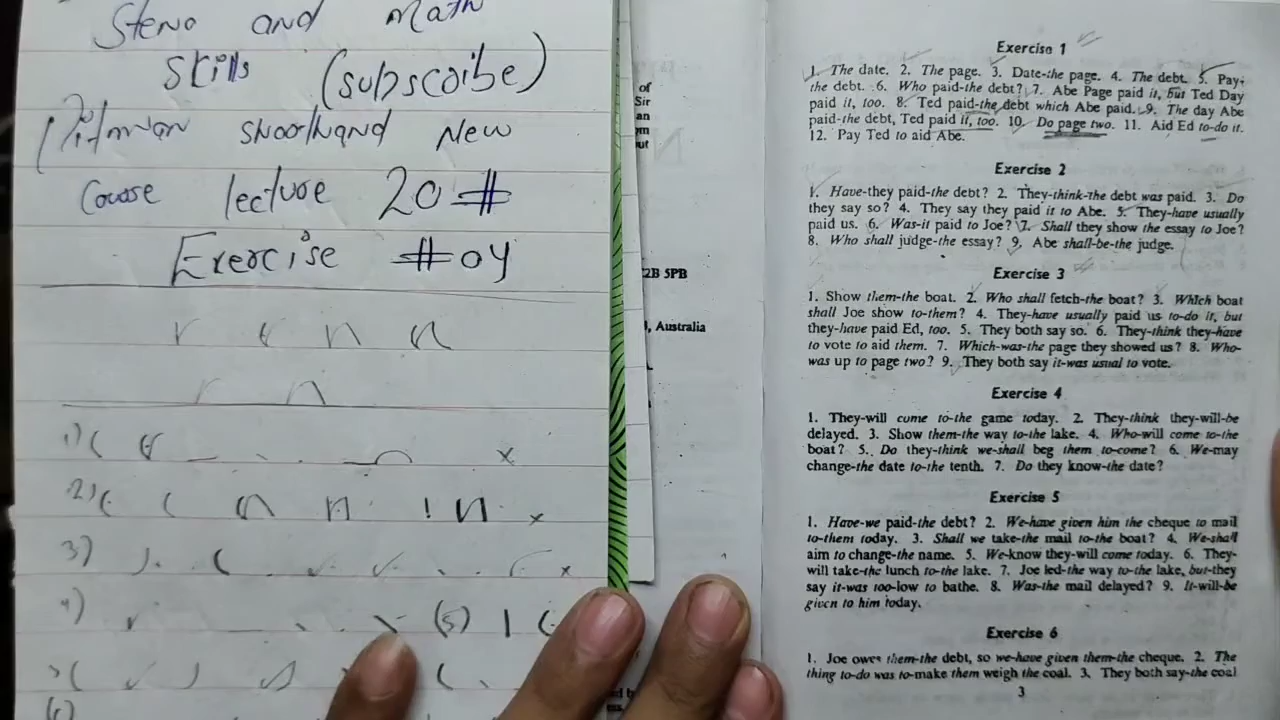 Steno and Math
Skills (subscribe)
Pitman shoorthand New
Course lecture 20 #
Exercise #04
1)
2)
3)
4) (5)
(6)
of
Sir
an
om
out
2B 5PB
, Australia
Exercise 1
1. The date. 2. The page. 3. Date-the page. 4. The debt. 5. Pay-
the debt. 6. Who paid-the debt? 7. Abe Page paid it, but Ted Day
paid it, too. 8. Ted paid-the debt which Abe paid. 9. The day Abe
paid-the debt, Ted paid it, too. 10. Do page two. 11. Aid Ed to-do it.
12. Pay Ted to aid Abe.
Exercise 2
1. Have-they paid-the debt? 2. They-think-the debt was paid. 3. Do
they say so? 4. They say they paid it to Abe. 5. They-have usually
paid us. 6. Was-it paid to Joe? 7. Shall they show the essay to Joe?
8. Who shall judge-the essay? 9. Abe shall-be-the judge.
Exercise 3
1. Show them-the boat. 2. Who shall fetch-the boat? 3. Which boat
shall Joe show to-them? 4. They-have usually paid us to-do it, but
they-have paid Ed, too. 5. They both say so. 6. They-think they-have
to vote to aid them. 7. Which-was-the page they showed us? 8. Who-
was up to page two? 9. They both say it-was usual to vote.
Exercise 4
1. They-will come to-the game today. 2. They-think they-will-be
delayed. 3. Show them-the way to-the lake. 4. Who-will come to-the
boat? 5. Do they-think we-shall beg them to-come? 6. We-may
change-the date to-the tenth. 7. Do they know-the date?
Exercise 5
1. Have-we paid-the debt? 2. We-have given him the cheque to mail
to-them today. 3. Shall we take-the mail to-the boat? 4. We-shall
aim to change-the name. 5. We-know they-will come today. 6. They-
will take-the lunch to-the lake. 7. Joe led-the way to-the lake, but-they
say it-was too-low to bathe. 8. Was-the mail delayed? 9. It-will-be
given to him today.
Exercise 6
1. Joe owes them-the debt, so we-have given them-the cheque. 2. The
thing to-do was to-make them weigh the coal. 3. They both say-the coal
3